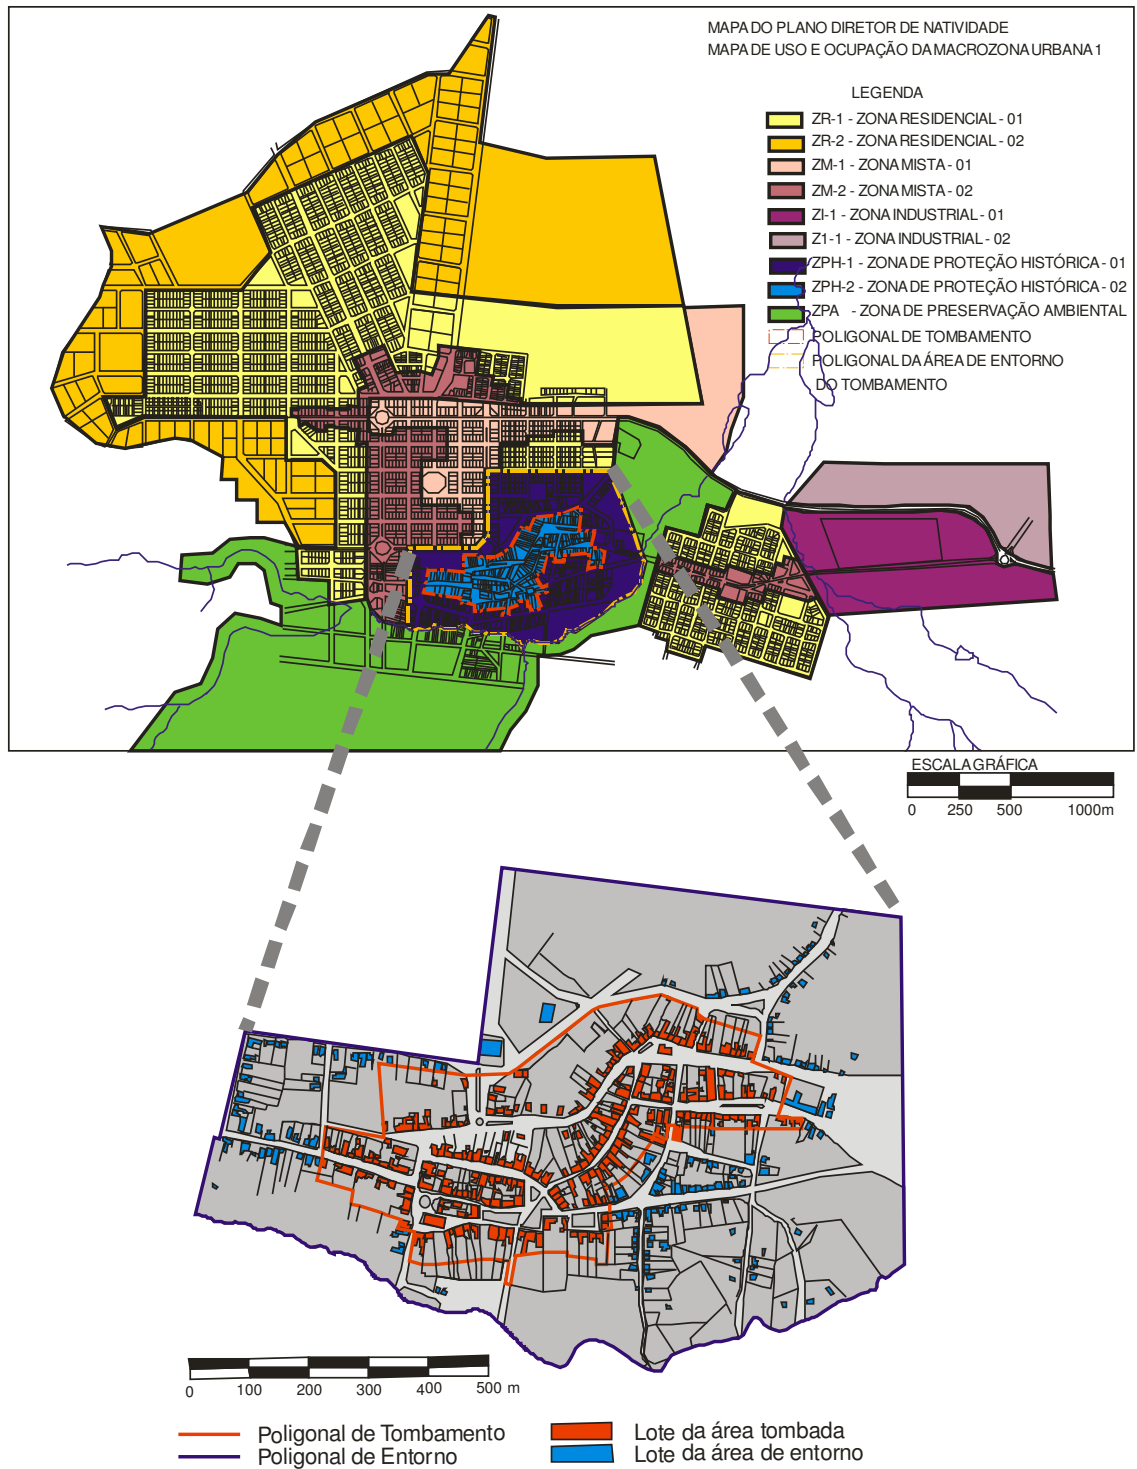 MAPA DO PLANO DIRETOR DE NATIVIDADE
MAPA DE USO E OCUPAÇÃO DA MACROZONA URBANA 1
LEGENDA
ZR-1 - ZONA RESIDENCIAL - 01
ZR-2 - ZONA RESIDENCIAL - 02
ZM-1 - ZONA MISTA - 01
ZM-2 - ZONA MISTA - 02
ZI-1 - ZONA INDUSTRIAL - 01
Z1-1 - ZONA INDUSTRIAL - 02
ZPH-1 - ZONA DE PROTEÇÃO HISTÓRICA - 01
ZPH-2 - ZONA DE PROTEÇÃO HISTÓRICA - 02
ZPA - ZONA DE PRESERVAÇÃO AMBIENTAL
POLIGONAL DE TOMBAMENTO
POLIGONAL DA ÁREA DE ENTORNO
DO TOMBAMENTO
ESCALA GRÁFICA
0 250 500 1000m
0 100 200 300 400 500 m
Poligonal de Tombamento
Poligonal de Entorno
Lote da área tombada
Lote da área de entorno